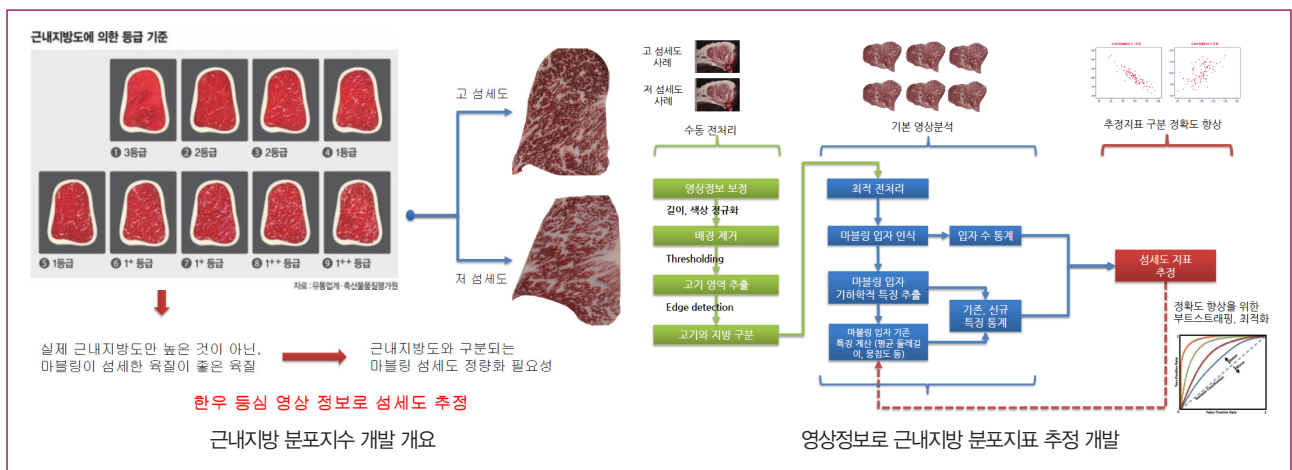 근내지방도에 의한 등급 기준
❶ 3등급
❷ 2등급
❸ 2등급
❹ 1등급
❺ 1등급
❻ 1+ 등급
❼ 1+ 등급
❽ 1++ 등급
❾ 1++ 등급
자료 : 유통업계·축산물품질평가원
고 섬세도
저 섬세도
실제 근내지방도만 높은 것이 아닌,
마블링이 섬세한 육질이 좋은 육질
근내지방도와 구분되는
마블링 섬세도 정량화 필요성
한우 등심 영상 정보로 섬세도 추정
근내지방 분포지수 개발 개요
고 섬세도
사례
저 섬세도
사례
수동 전처리
영상정보 보정
길이, 색상 정규화
배경 제거
Thresholding
고기 영역 추출
Edge detection
고기와 지방 구분
기본 영상분석
최적 전처리
마블링 입자 인식
입자 수 통계
마블링 입자
기하학적 특징 추출
기존, 신규
특징 통계
마블링 입자 기존
특징 계산 (평균 둘레길
이, 뭉침도 등)
추정지표 구분 정확도 향상
섬세도 지표
추정
정확도 향상을 위한
부트스트래핑, 최적화
False Positive Rate
영상정보로 근내지방 분포지표 추정 개발